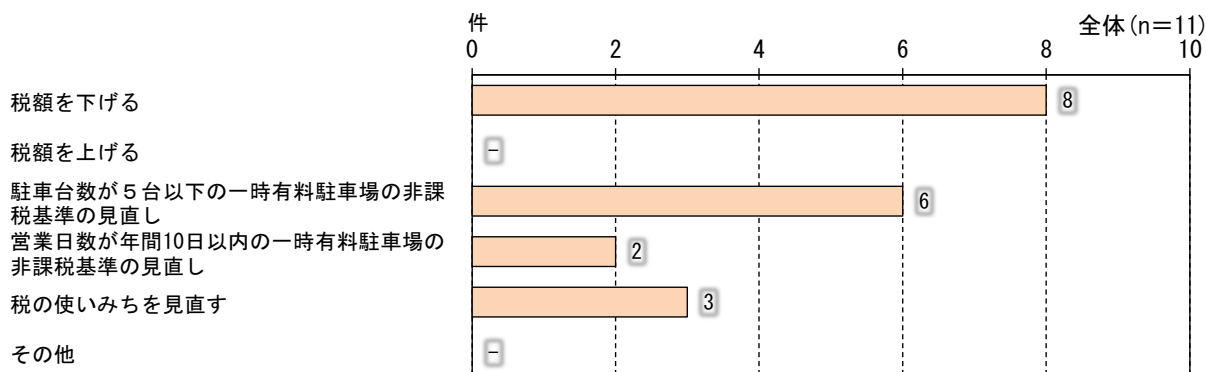 件
全体(n＝11)
0 2 4 6 8 10
税額を下げる 8
税額を上げる －
駐車台数が５台以下の一時有料駐車場の非課
税基準の見直し 6
営業日数が年間10日以内の一時有料駐車場の
非課税基準の見直し 2
税の使いみちを見直す 3
その他 －